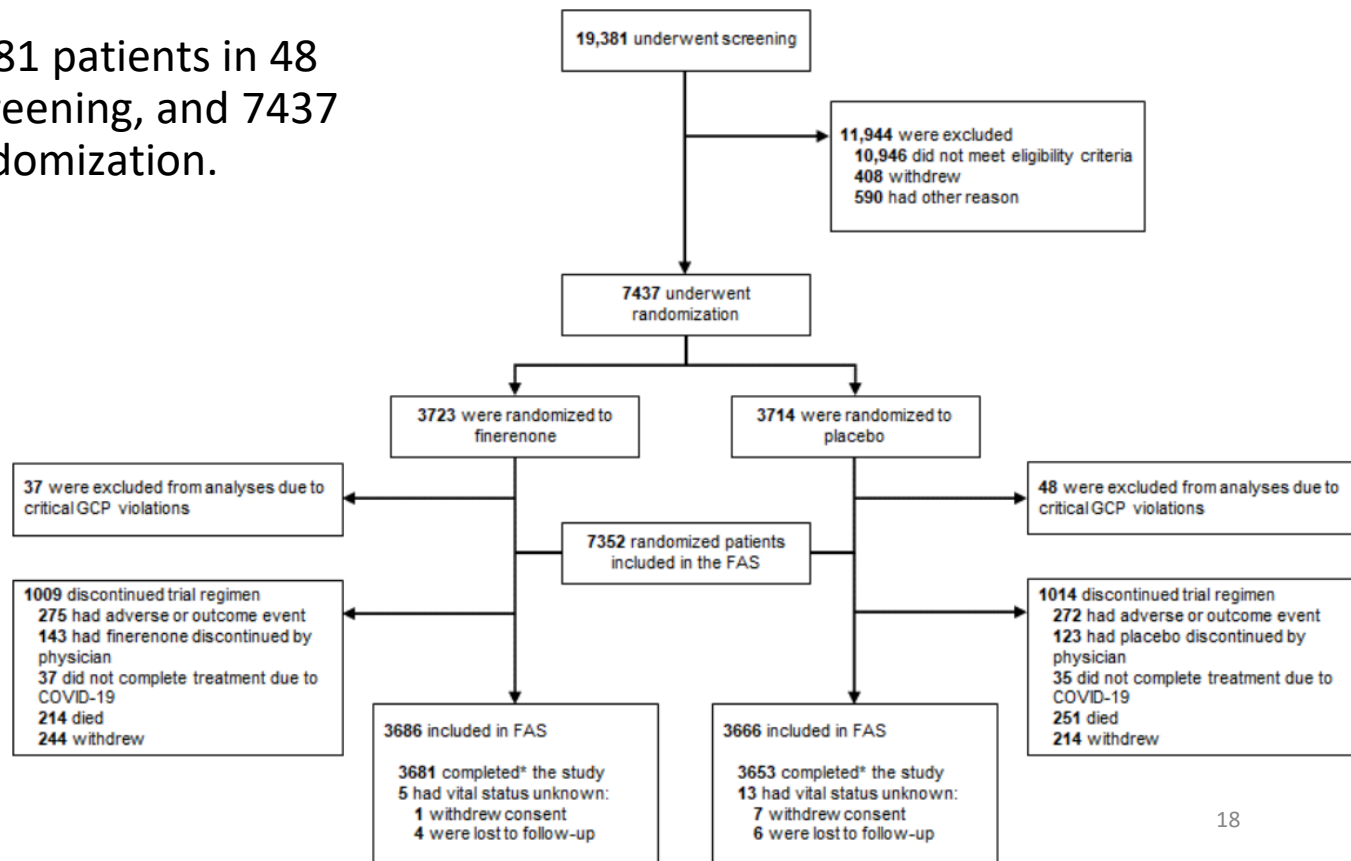 81 patients in 48
reening, and 7437
domization.
19,381 underwent screening
11,944 were excluded
10,946 did not meet eligibility criteria
408 withdrew
590 had other reason
7437 underwent
randomization
3723 were randomized to
finerenone
3714 were randomized to
placebo
37 were excluded from analyses due to
critical GCP violations
48 were excluded from analyses due to
critical GCP violations
7352 randomized patients
included in the FAS
1009 discontinued trial regimen
275 had adverse or outcome event
143 had finerenone discontinued by
physician
37 did not complete treatment due to
COVID-19
214 died
244 withdrew
1014 discontinued trial regimen
272 had adverse or outcome event
123 had placebo discontinued by
physician
35 did not complete treatment due to
COVID-19
251 died
214 withdrew
3686 included in FAS
3681 completed* the study
5 had vital status unknown:
1 withdrew consent
4 were lost to follow-up
3666 included in FAS
3653 completed* the study
13 had vital status unknown:
7 withdrew consent
6 were lost to follow-up
18